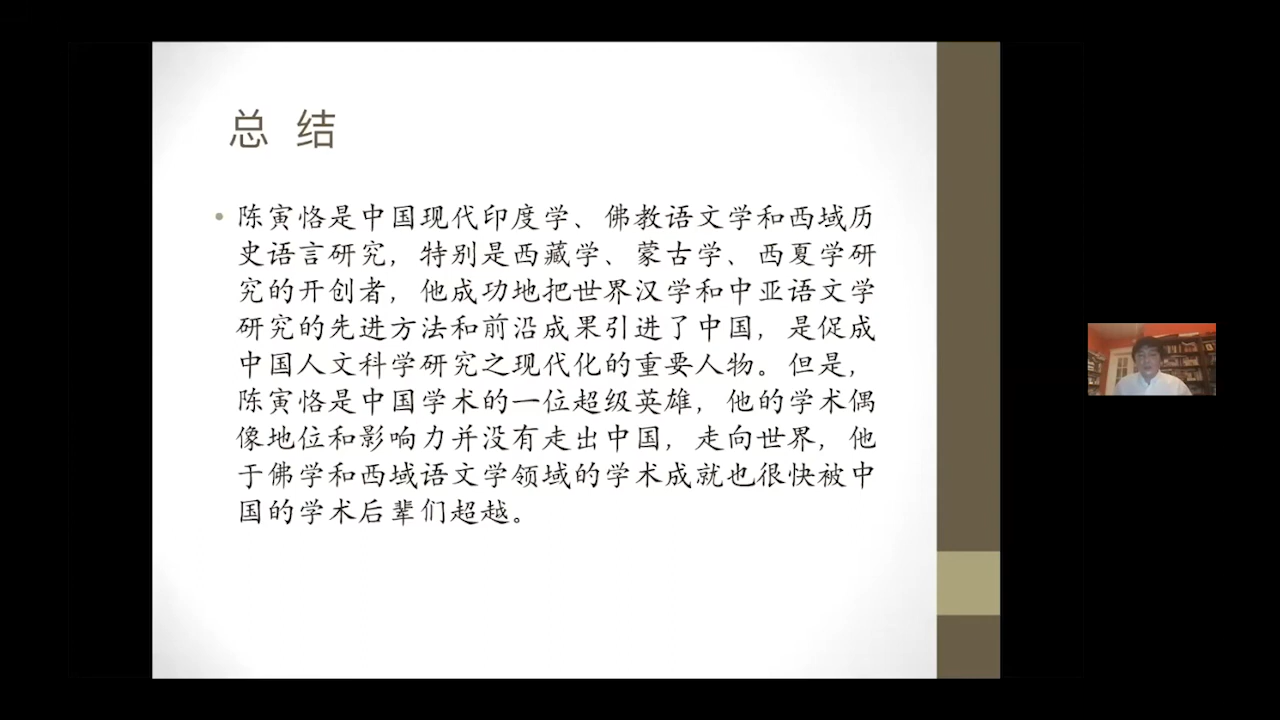 总 结
• 陈寅恪是中国现代印度学、佛教语文学和西域历
史语言研究，特别是西藏学、蒙古学、西夏学研
究的开创者，他成功地把世界汉学和中亚语文学
研究的先进方法和前沿成果引进了中国，是促成
中国人文科学研究之现代化的重要人物。但是，
陈寅恪是中国学术的一位超级英雄，他的学术偶
像地位和影响力并没有走出中国，走向世界，他
于佛学和西域语文学领域的学术成就也很快被中
国的学术后辈们超越。